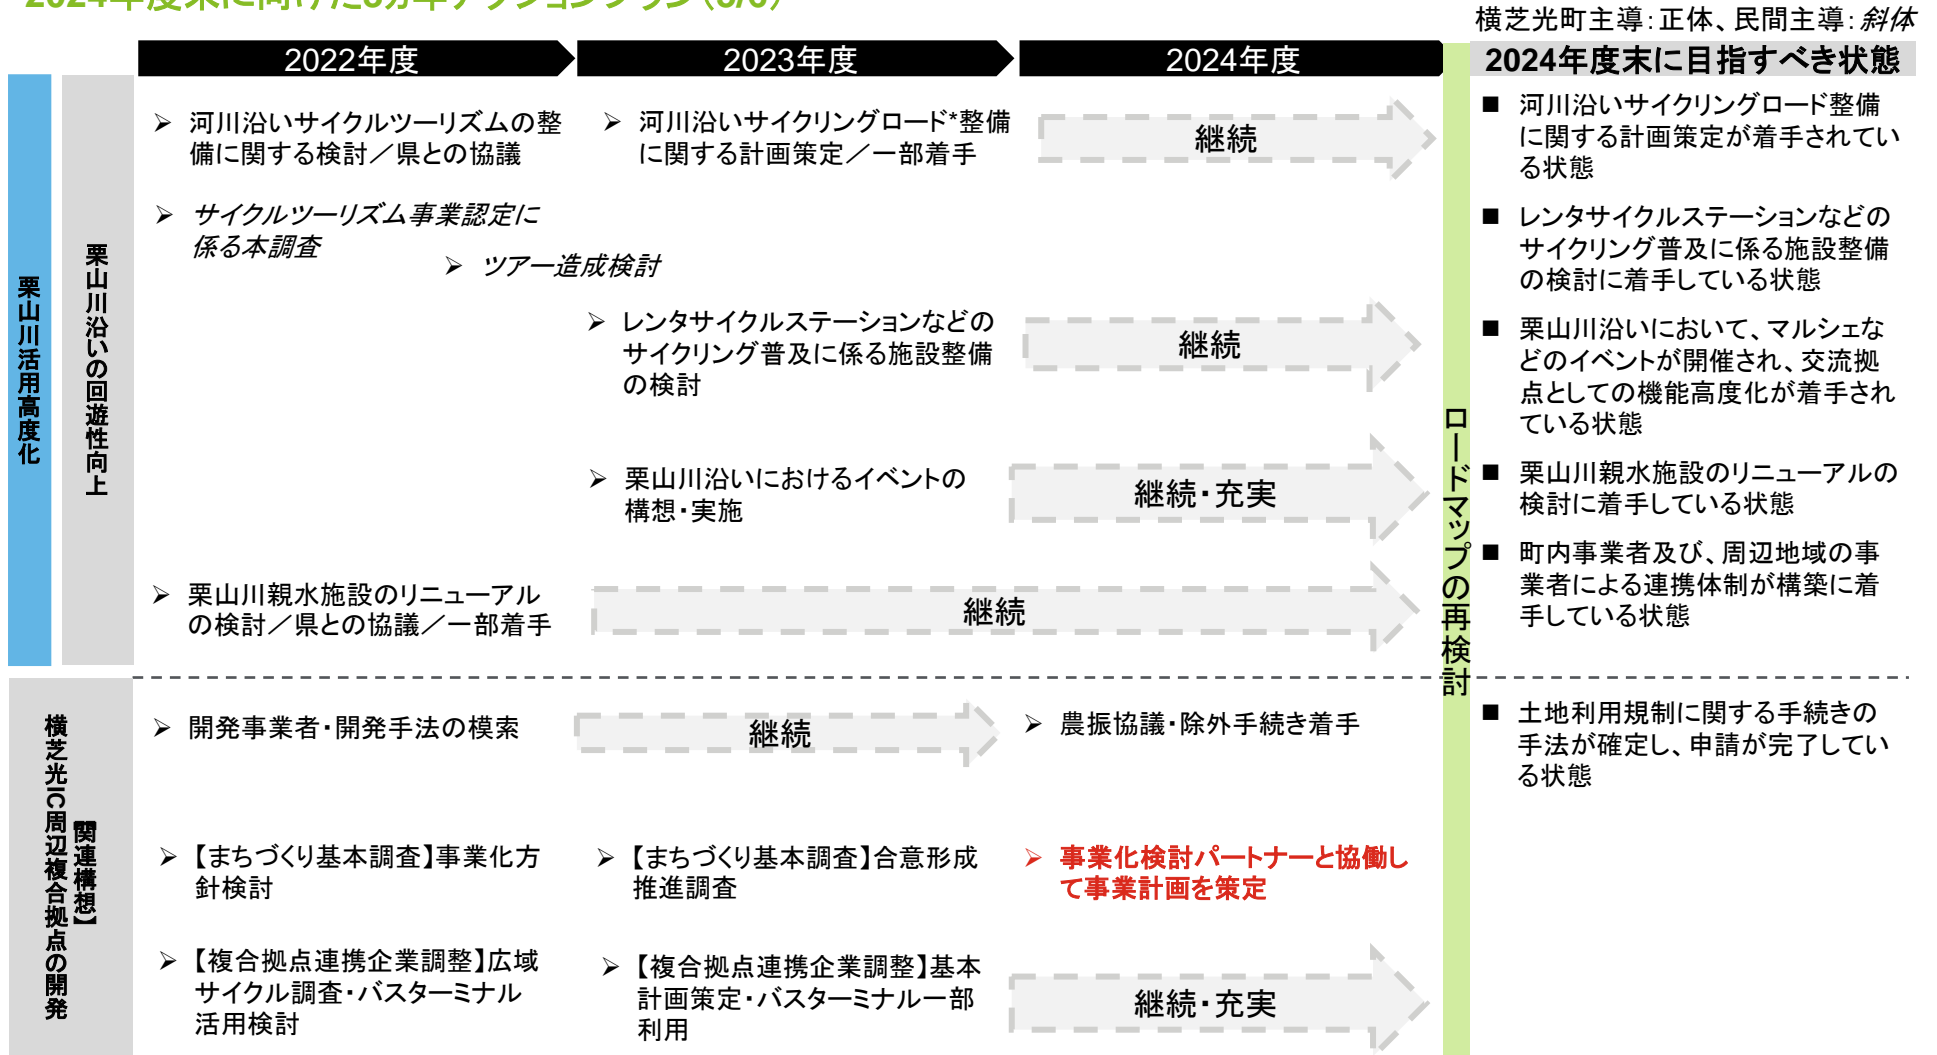 2024年度末に向けた3カ年アクションプラン(3/3)
横芝光町主導：正体、民間主導：斜体
2022年度
2023年度
2024年度
2024年度末に目指すべき状態
栗山川活用高度化
栗山川沿いの回遊性向上
➢ 河川沿いサイクルツーリズムの整
備に関する検討／県との協議
➢ 河川沿いサイクリングロード*整備
に関する計画策定／一部着手
継続
➢ サイクルツーリズム事業認定に
係る本調査
➢ ツアー造成検討
➢ レンタサイクルステーションなどの
サイクリング普及に係る施設整備
の検討
継続
➢ 栗山川沿いにおけるイベントの
構想・実施
継続・充実
➢ 栗山川親水施設のリニューアル
の検討／県との協議／一部着手
継続
ロードマップの再検討
■ 河川沿いサイクリングロード整備
に関する計画策定が着手されてい
る状態
■ レンタサイクルステーションなどの
サイクリング普及に係る施設整備
の検討に着手している状態
■ 栗山川沿いにおいて、マルシェな
どのイベントが開催され、交流拠
点としての機能高度化が着手され
ている状態
■ 栗山川親水施設のリニューアルの
検討に着手している状態
■ 町内事業者及び、周辺地域の事
業者による連携体制が構築に着
手している状態
【関連構想】
横芝光IC周辺複合拠点の開発
➢ 開発事業者・開発手法の模索
継続
➢ 農振協議・除外手続き着手
➢ 【まちづくり基本調査】事業化方
針検討
➢ 【まちづくり基本調査】合意形成
推進調査
➢ 事業化検討パートナーと協働し
て事業計画を策定
➢ 【複合拠点連携企業調整】広域
サイクル調査・バスターミナル
活用検討
➢ 【複合拠点連携企業調整】基本
計画策定・バスターミナル一部
利用
継続・充実
■ 土地利用規制に関する手続きの
手法が確定し、申請が完了してい
る状態